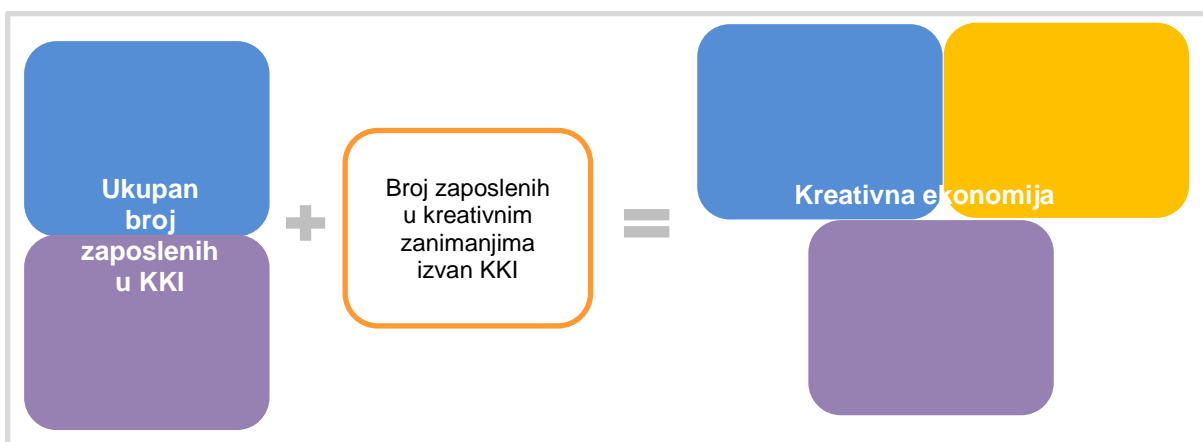 Ukupan
broj
zaposlenih
u KKI
Broj zaposlenih
u kreativnim
zanimanjima
izvan KKI
Kreativna ekonomija